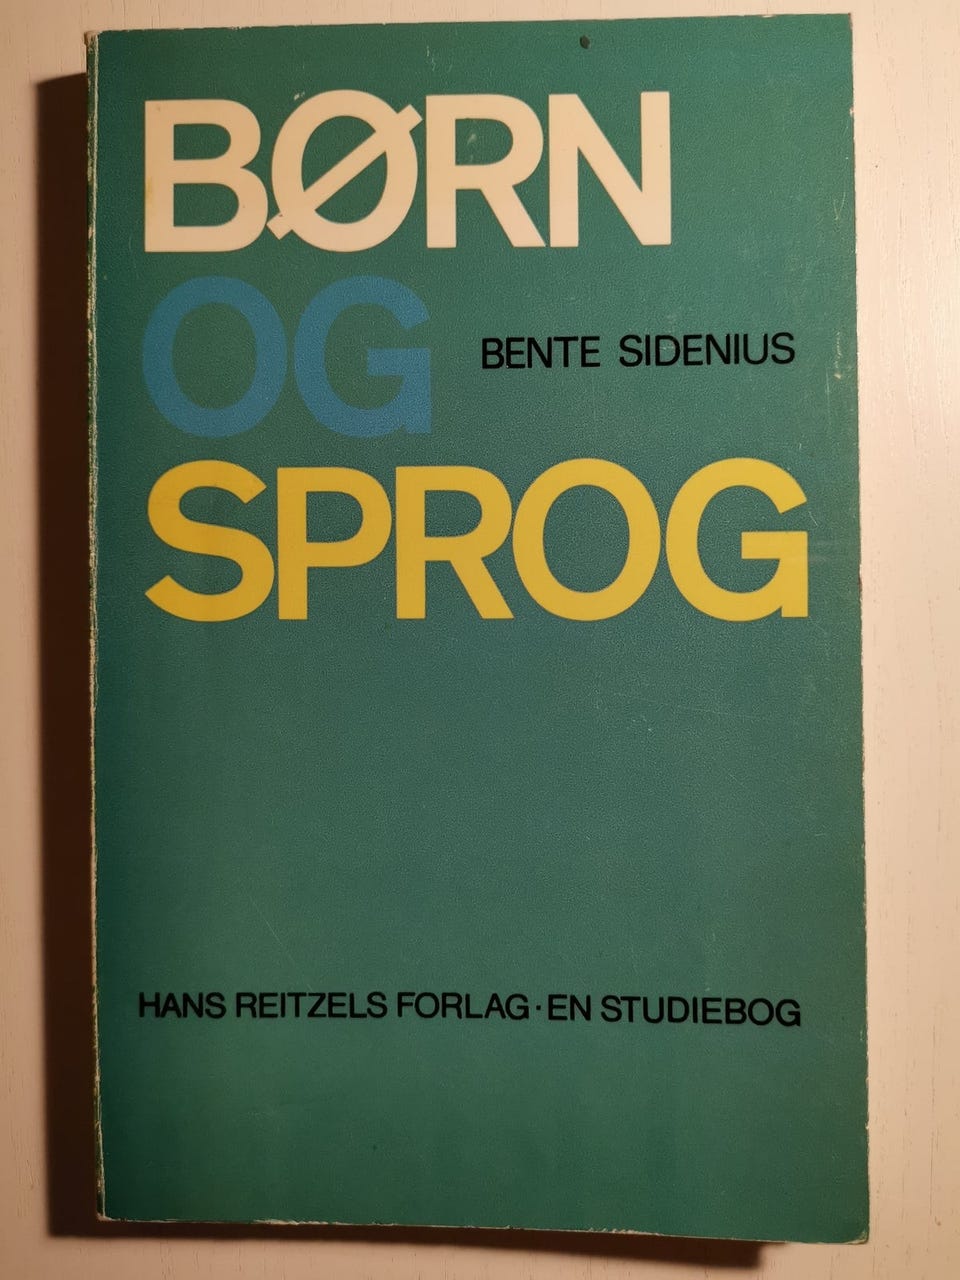 BØRN
OG
BENTE SIDENIUS
SPROG
HANS REITZELS FORLAG · EN STUDIEBOG